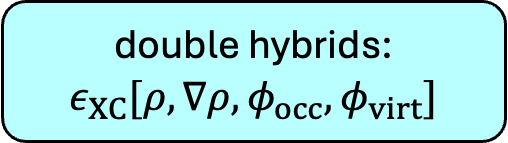 double hybrids:
ϵ_XC[ρ, ∇ρ, ϕ_occ, ϕ_virt]